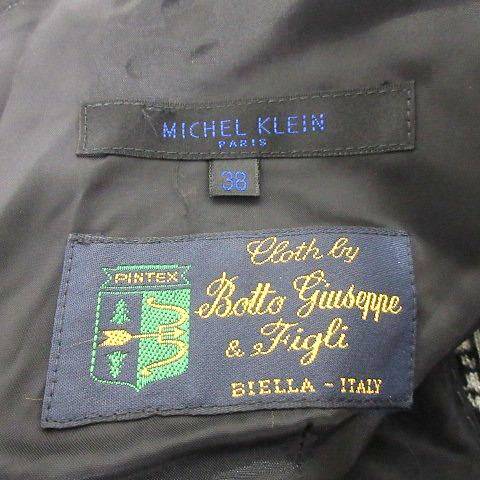 MICHEL KLEIN
PARIS
38
Cloth by
PINTEX
Botto Giuseppe
& Figli
BIELLA - ITALY